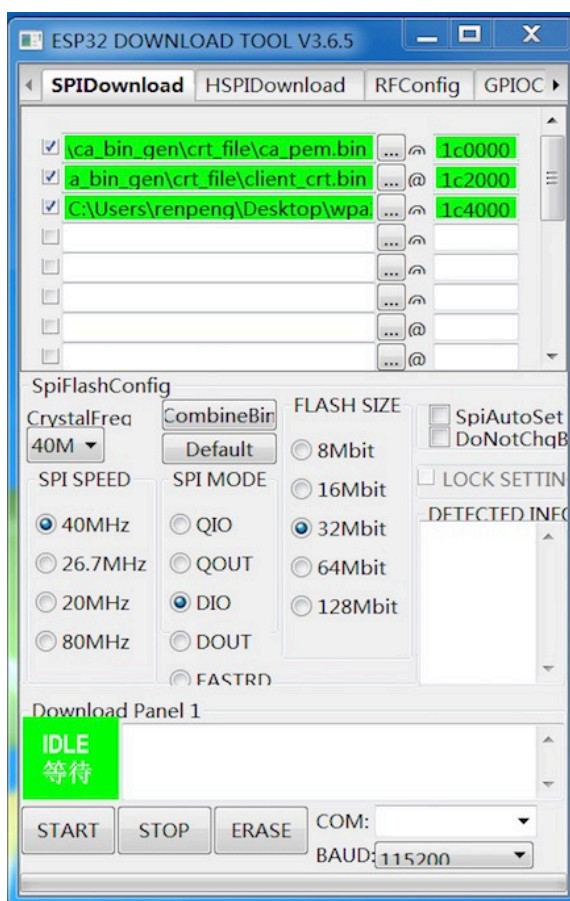 ESP32 DOWNLOAD TOOL V3.6.5
SPIDownload HSPIDownload RFConfig GPIOC
\ca_bin_gen\crt_file\ca_pem.bin ... @ 1c0000
a_bin_gen\crt_file\client_crt.bin ... @ 1c2000
C:\Users\renpeng\Desktop\wpa. ... @ 1c4000
... @
... @
... @
... @
... @
SpiFlashConfig
CrystalFreq CombineBin FLASH SIZE SpiAutoSet
40M Default 8Mbit DoNotChgB
SPI SPEED SPI MODE 16Mbit LOCK SETTIN
40MHz QIO 32Mbit DETECTED INFO
26.7MHz QOUT 64Mbit
20MHz DIO 128Mbit
80MHz DOUT
FASTRD
Download Panel 1
IDLE
等待
START STOP ERASE COM:
BAUD: 115200